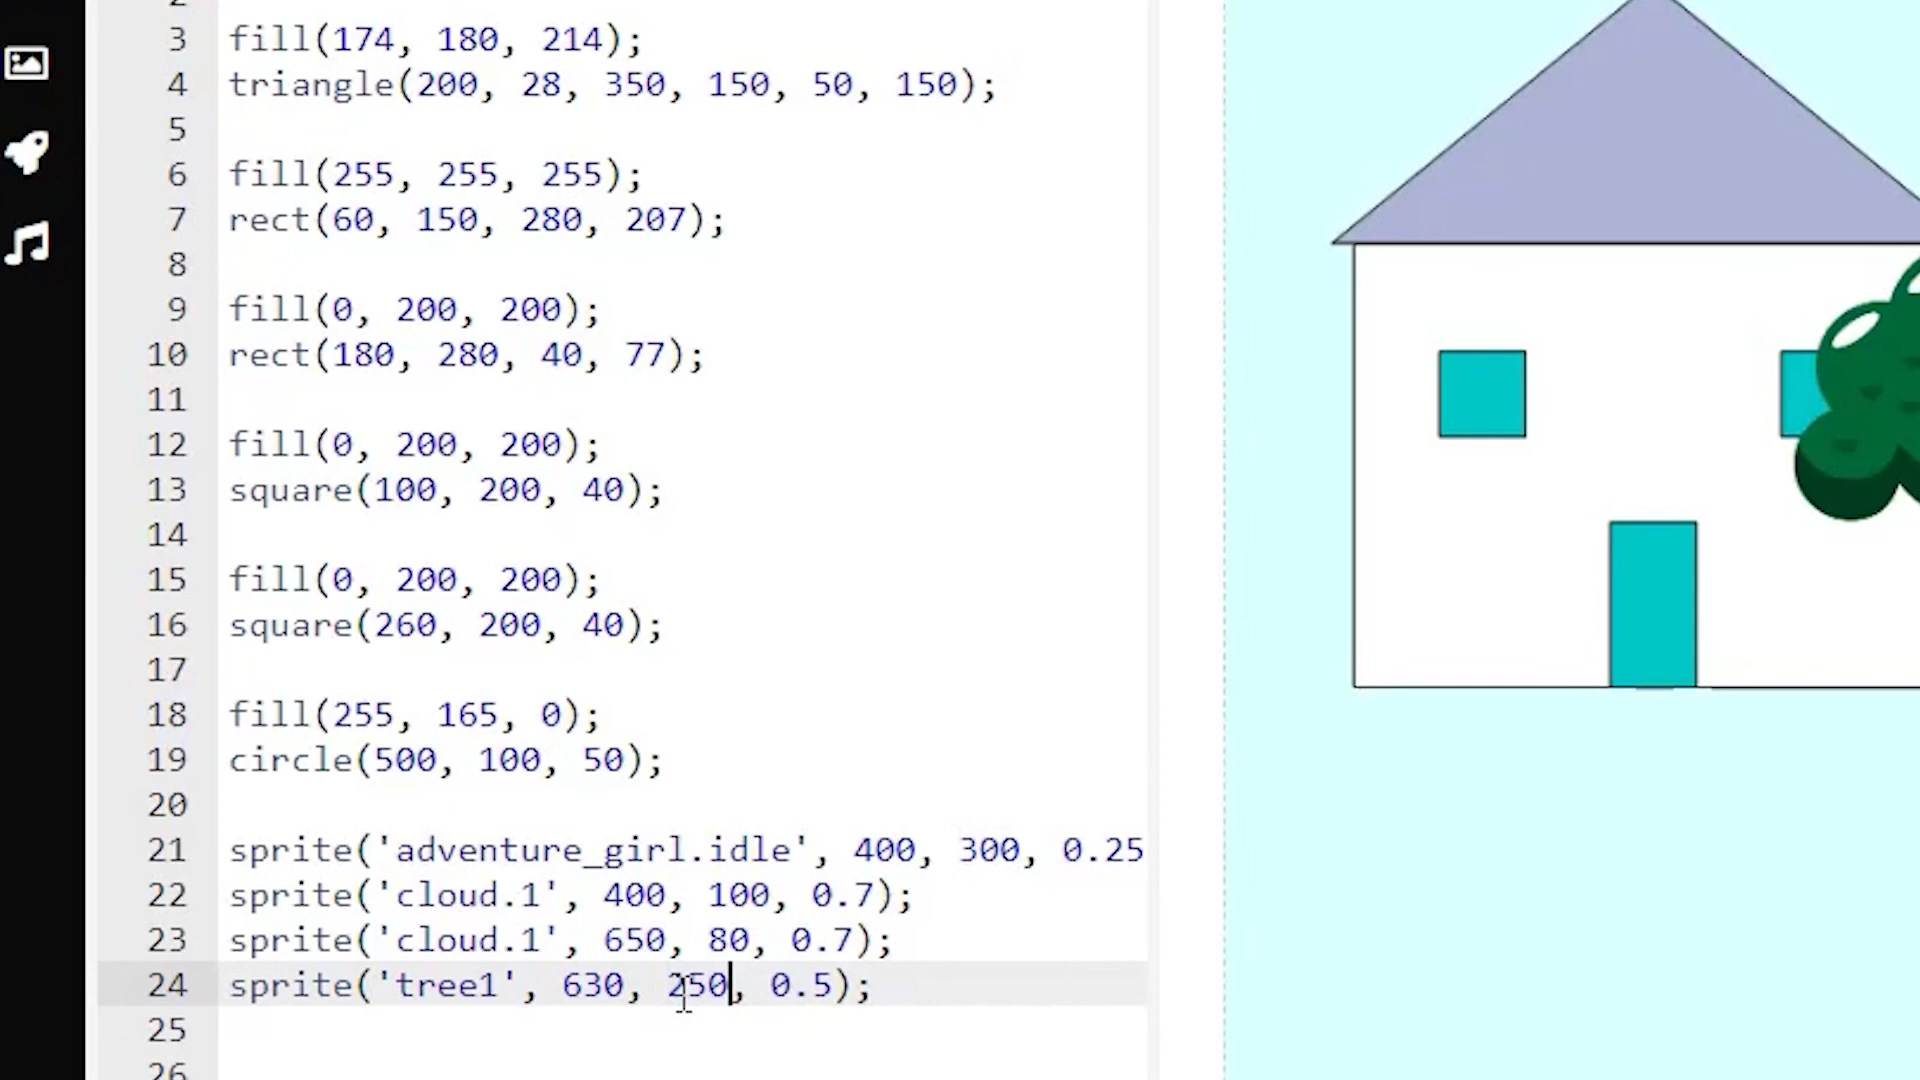 3 fill(174, 180, 214);
4 triangle(200, 28, 350, 150, 50, 150);
5
6 fill(255, 255, 255);
7 rect(60, 150, 280, 207);
8
9 fill(0, 200, 200);
10 rect(180, 280, 40, 77);
11
12 fill(0, 200, 200);
13 square(100, 200, 40);
14
15 fill(0, 200, 200);
16 square(260, 200, 40);
17
18 fill(255, 165, 0);
19 circle(500, 100, 50);
20
21 sprite('adventure_girl.idle', 400, 300, 0.25
22 sprite('cloud.1', 400, 100, 0.7);
23 sprite('cloud.1', 650, 80, 0.7);
24 sprite('tree1', 630, 250, 0.5);
25
26